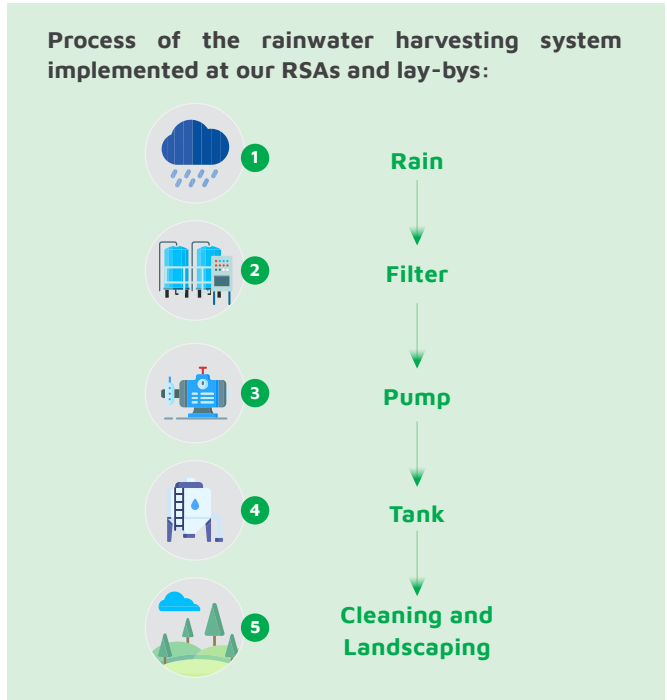 Process of the rainwater harvesting system
implemented at our RSAs and lay-bys:
1
Rain
2
Filter
3
Pump
4
Tank
5
Cleaning and
Landscaping